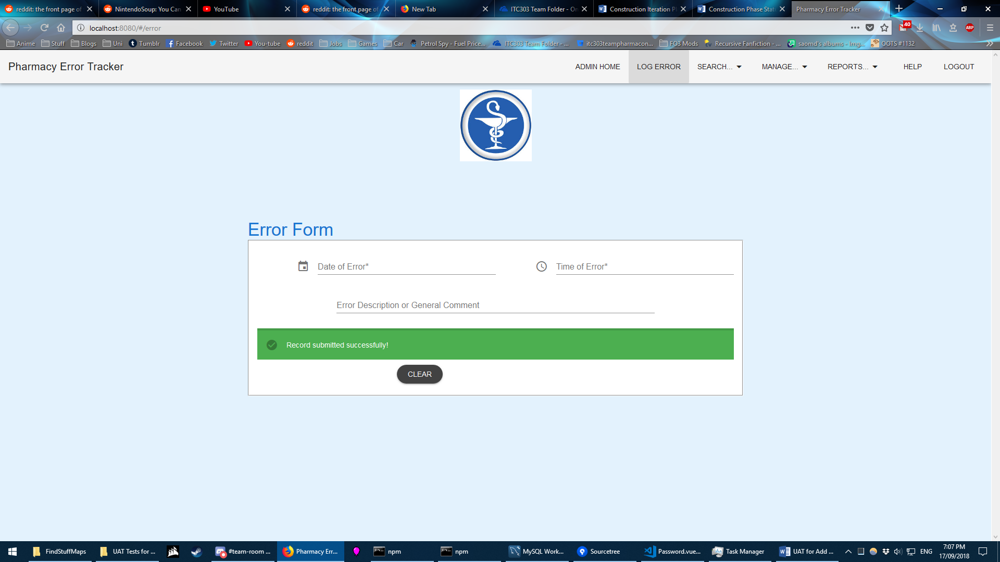 reddit: the front page of
NintendoSoup: You Can
YouTube
reddit: the front page of
New Tab
ITC303 Team Folder - On
Construction Iteration P
Construction Phase Stat
Pharmacy Error Tracker
localhost:8080/#/error
40
ABP
Anime
Stuff
Blogs
Uni
Tumblr
Facebook
Twitter
You-tube
reddit
Jobs
Games
Car
Petrol Spy - Fuel Price...
ITC303 Team Folder - ...
itc303teampharmacon...
FO3 Mods
Recursive Fanfiction - ...
saomd's albums - Img...
OOTS #1132
Pharmacy Error Tracker
ADMIN HOME
LOG ERROR
SEARCH...
MANAGE...
REPORTS...
HELP
LOGOUT
Error Form
Date of Error*
Time of Error*
Error Description or General Comment
Record submitted successfully!
CLEAR
FindStuffMaps
UAT Tests for ...
#team-room ...
Pharmacy Err...
npm
npm
MySQL Work...
Sourcetree
Password.vue...
Task Manager
UAT for Add ...
ENG
7:07 PM
17/09/2018